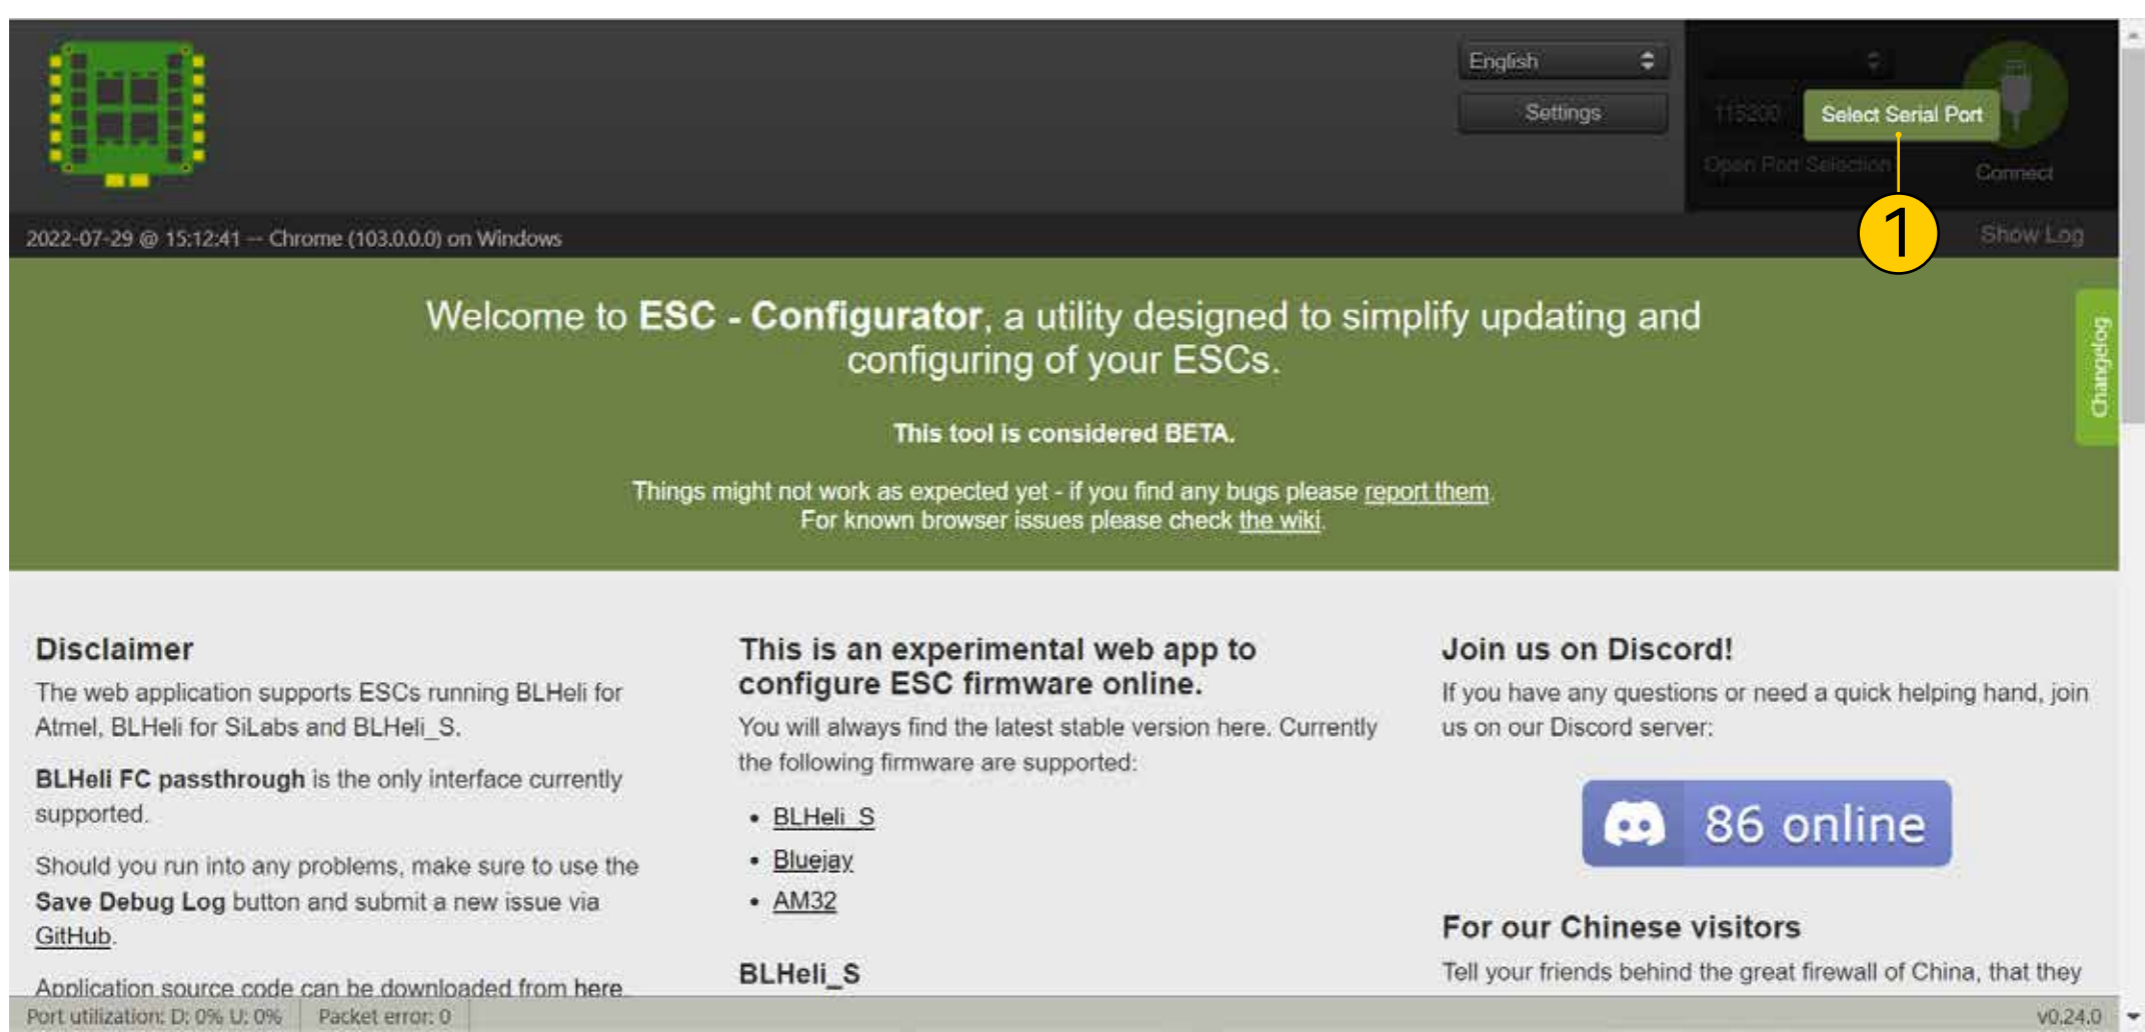 English
Settings
115200
Select Serial Port
Open Port Selection
Connect
1
2022-07-29 @ 15:12:41 -- Chrome (103.0.0.0) on Windows
Show Log
Welcome to ESC - Configurator, a utility designed to simplify updating and
configuring of your ESCs.
Changelog
This tool is considered BETA.
Things might not work as expected yet - if you find any bugs please report them.
For known browser issues please check the wiki.
Disclaimer
The web application supports ESCs running BLHeli for
Atmel, BLHeli for SiLabs and BLHeli_S.
BLHeli FC passthrough is the only interface currently
supported.
Should you run into any problems, make sure to use the
Save Debug Log button and submit a new issue via
GitHub.
Application source code can be downloaded from here.
This is an experimental web app to
configure ESC firmware online.
You will always find the latest stable version here. Currently
the following firmware are supported:
• BLHeli_S
• Bluejay
• AM32
BLHeli_S
Join us on Discord!
If you have any questions or need a quick helping hand, join
us on our Discord server:
86 online
For our Chinese visitors
Tell your friends behind the great firewall of China, that they
Port utilization: D: 0% U: 0%
Packet error: 0
v0.24.0